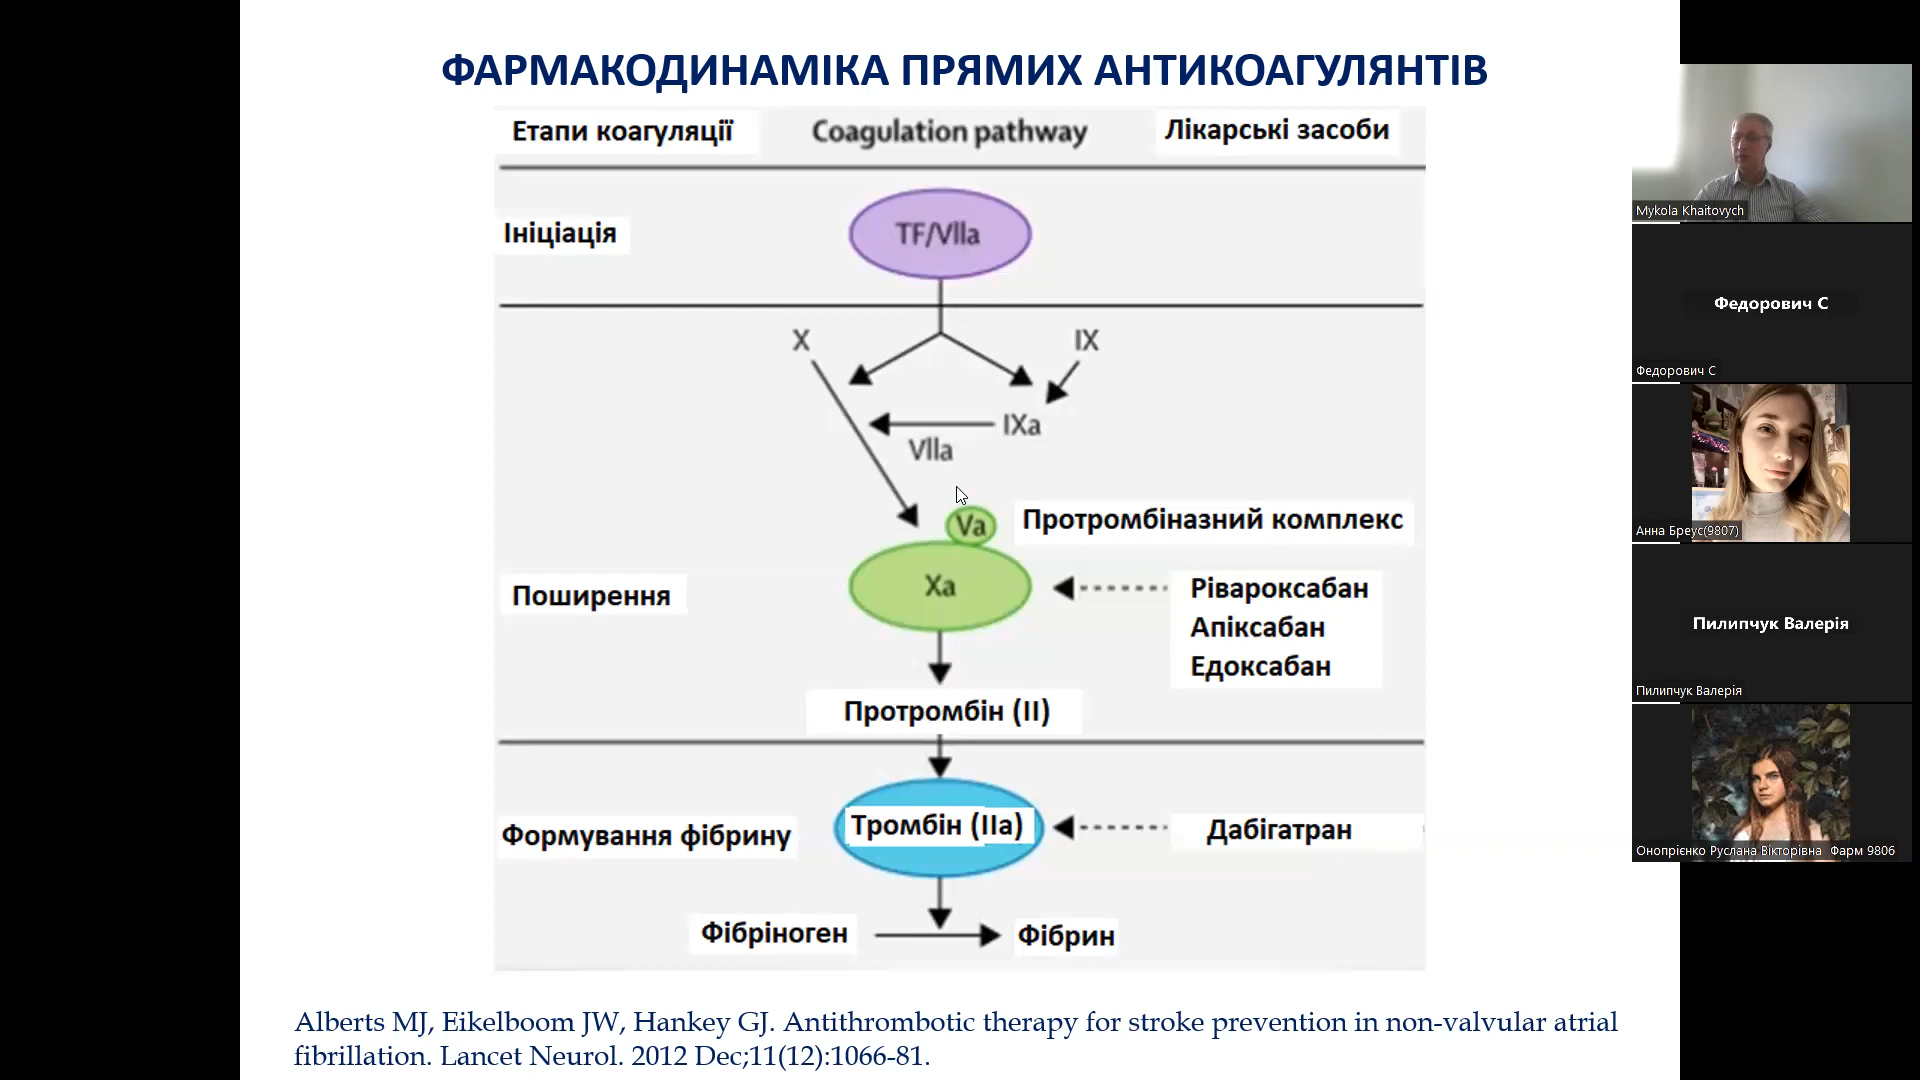 ФАРМАКОДИНАМІКА ПРЯМИХ АНТИКОАГУЛЯНТІВ
Етапи коагуляції
Coagulation pathway
Лікарські засоби
Ініціація
TF/VIIa
X
IX
IXa
VIIa
Va
Протромбіназний комплекс
Xa
Поширення
Рівароксабан
Апіксабан
Едоксабан
Протромбін (II)
Формування фібрину
Тромбін (IIa)
Дабігатран
Фібріноген
Фібрин
Alberts MJ, Eikelboom JW, Hankey GJ. Antithrombotic therapy for stroke prevention in non-valvular atrial
fibrillation. Lancet Neurol. 2012 Dec;11(12):1066-81.
Mykola Khaitovych
Федорович С
Федорович С
Анна Бреус(9807)
Пилипчук Валерія
Пилипчук Валерія
Онопрієнко Руслана Вікторівна Фарм 9806